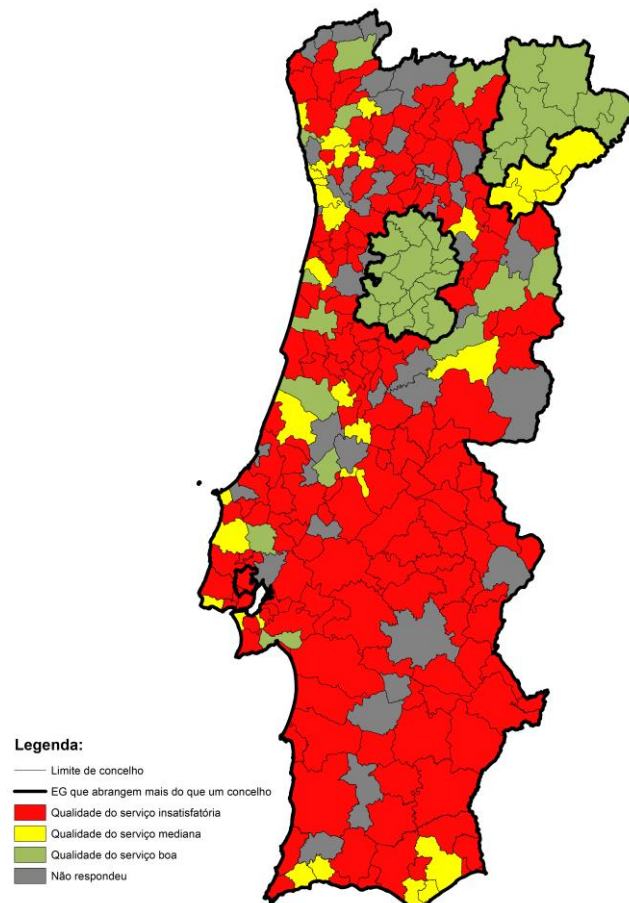 Legenda:
Limite de concelho
EG que abrangem mais do que um concelho
Qualidade do serviço insatisfatória
Qualidade do serviço mediana
Qualidade do serviço boa
Não respondeu